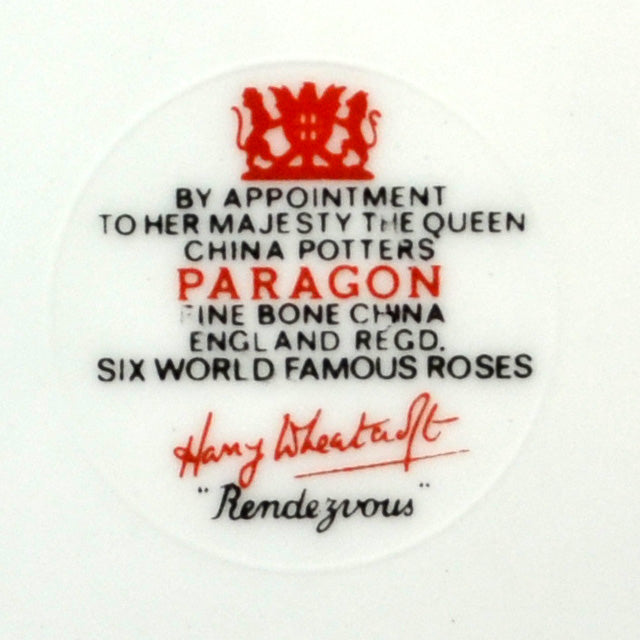 BY APPOINTMENT
TO HER MAJESTY THE QUEEN
CHINA POTTERS
PARAGON
FINE BONE CHINA
ENGLAND REGD.
SIX WORLD FAMOUS ROSES
Harry Wheatcroft
"Rendezvous"